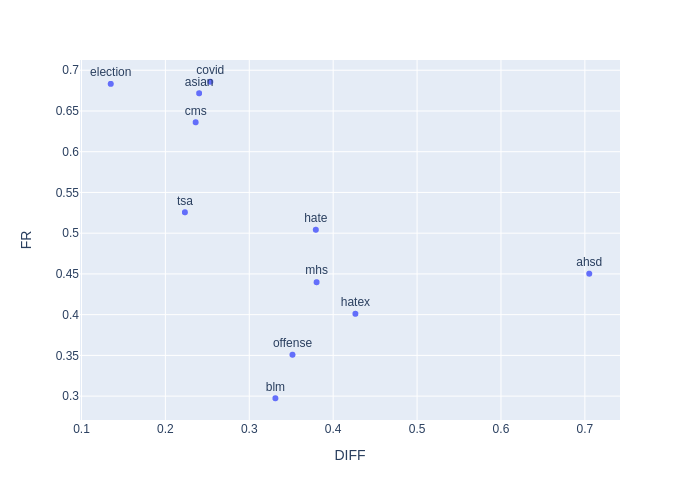 0.7
0.65
0.6
0.55
0.5
0.45
0.4
0.35
0.3
FR
election
covid
asian
cms
tsa
hate
ahsd
mhs
hatex
offense
blm
0.1 0.2 0.3 0.4 0.5 0.6 0.7
DIFF